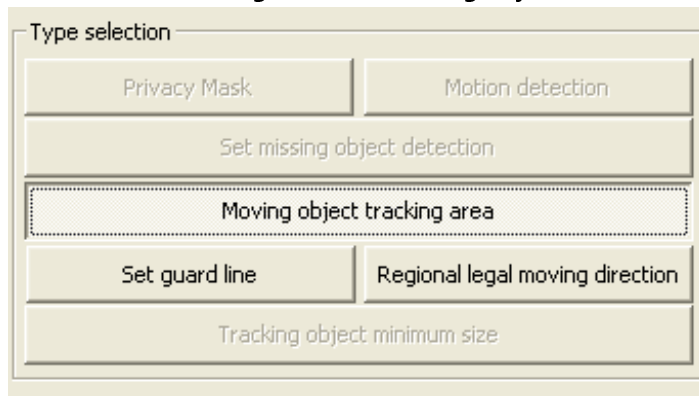 Type selection
Privacy Mask
Motion detection
Set missing object detection
Moving object tracking area
Set guard line
Regional legal moving direction
Tracking object minimum size